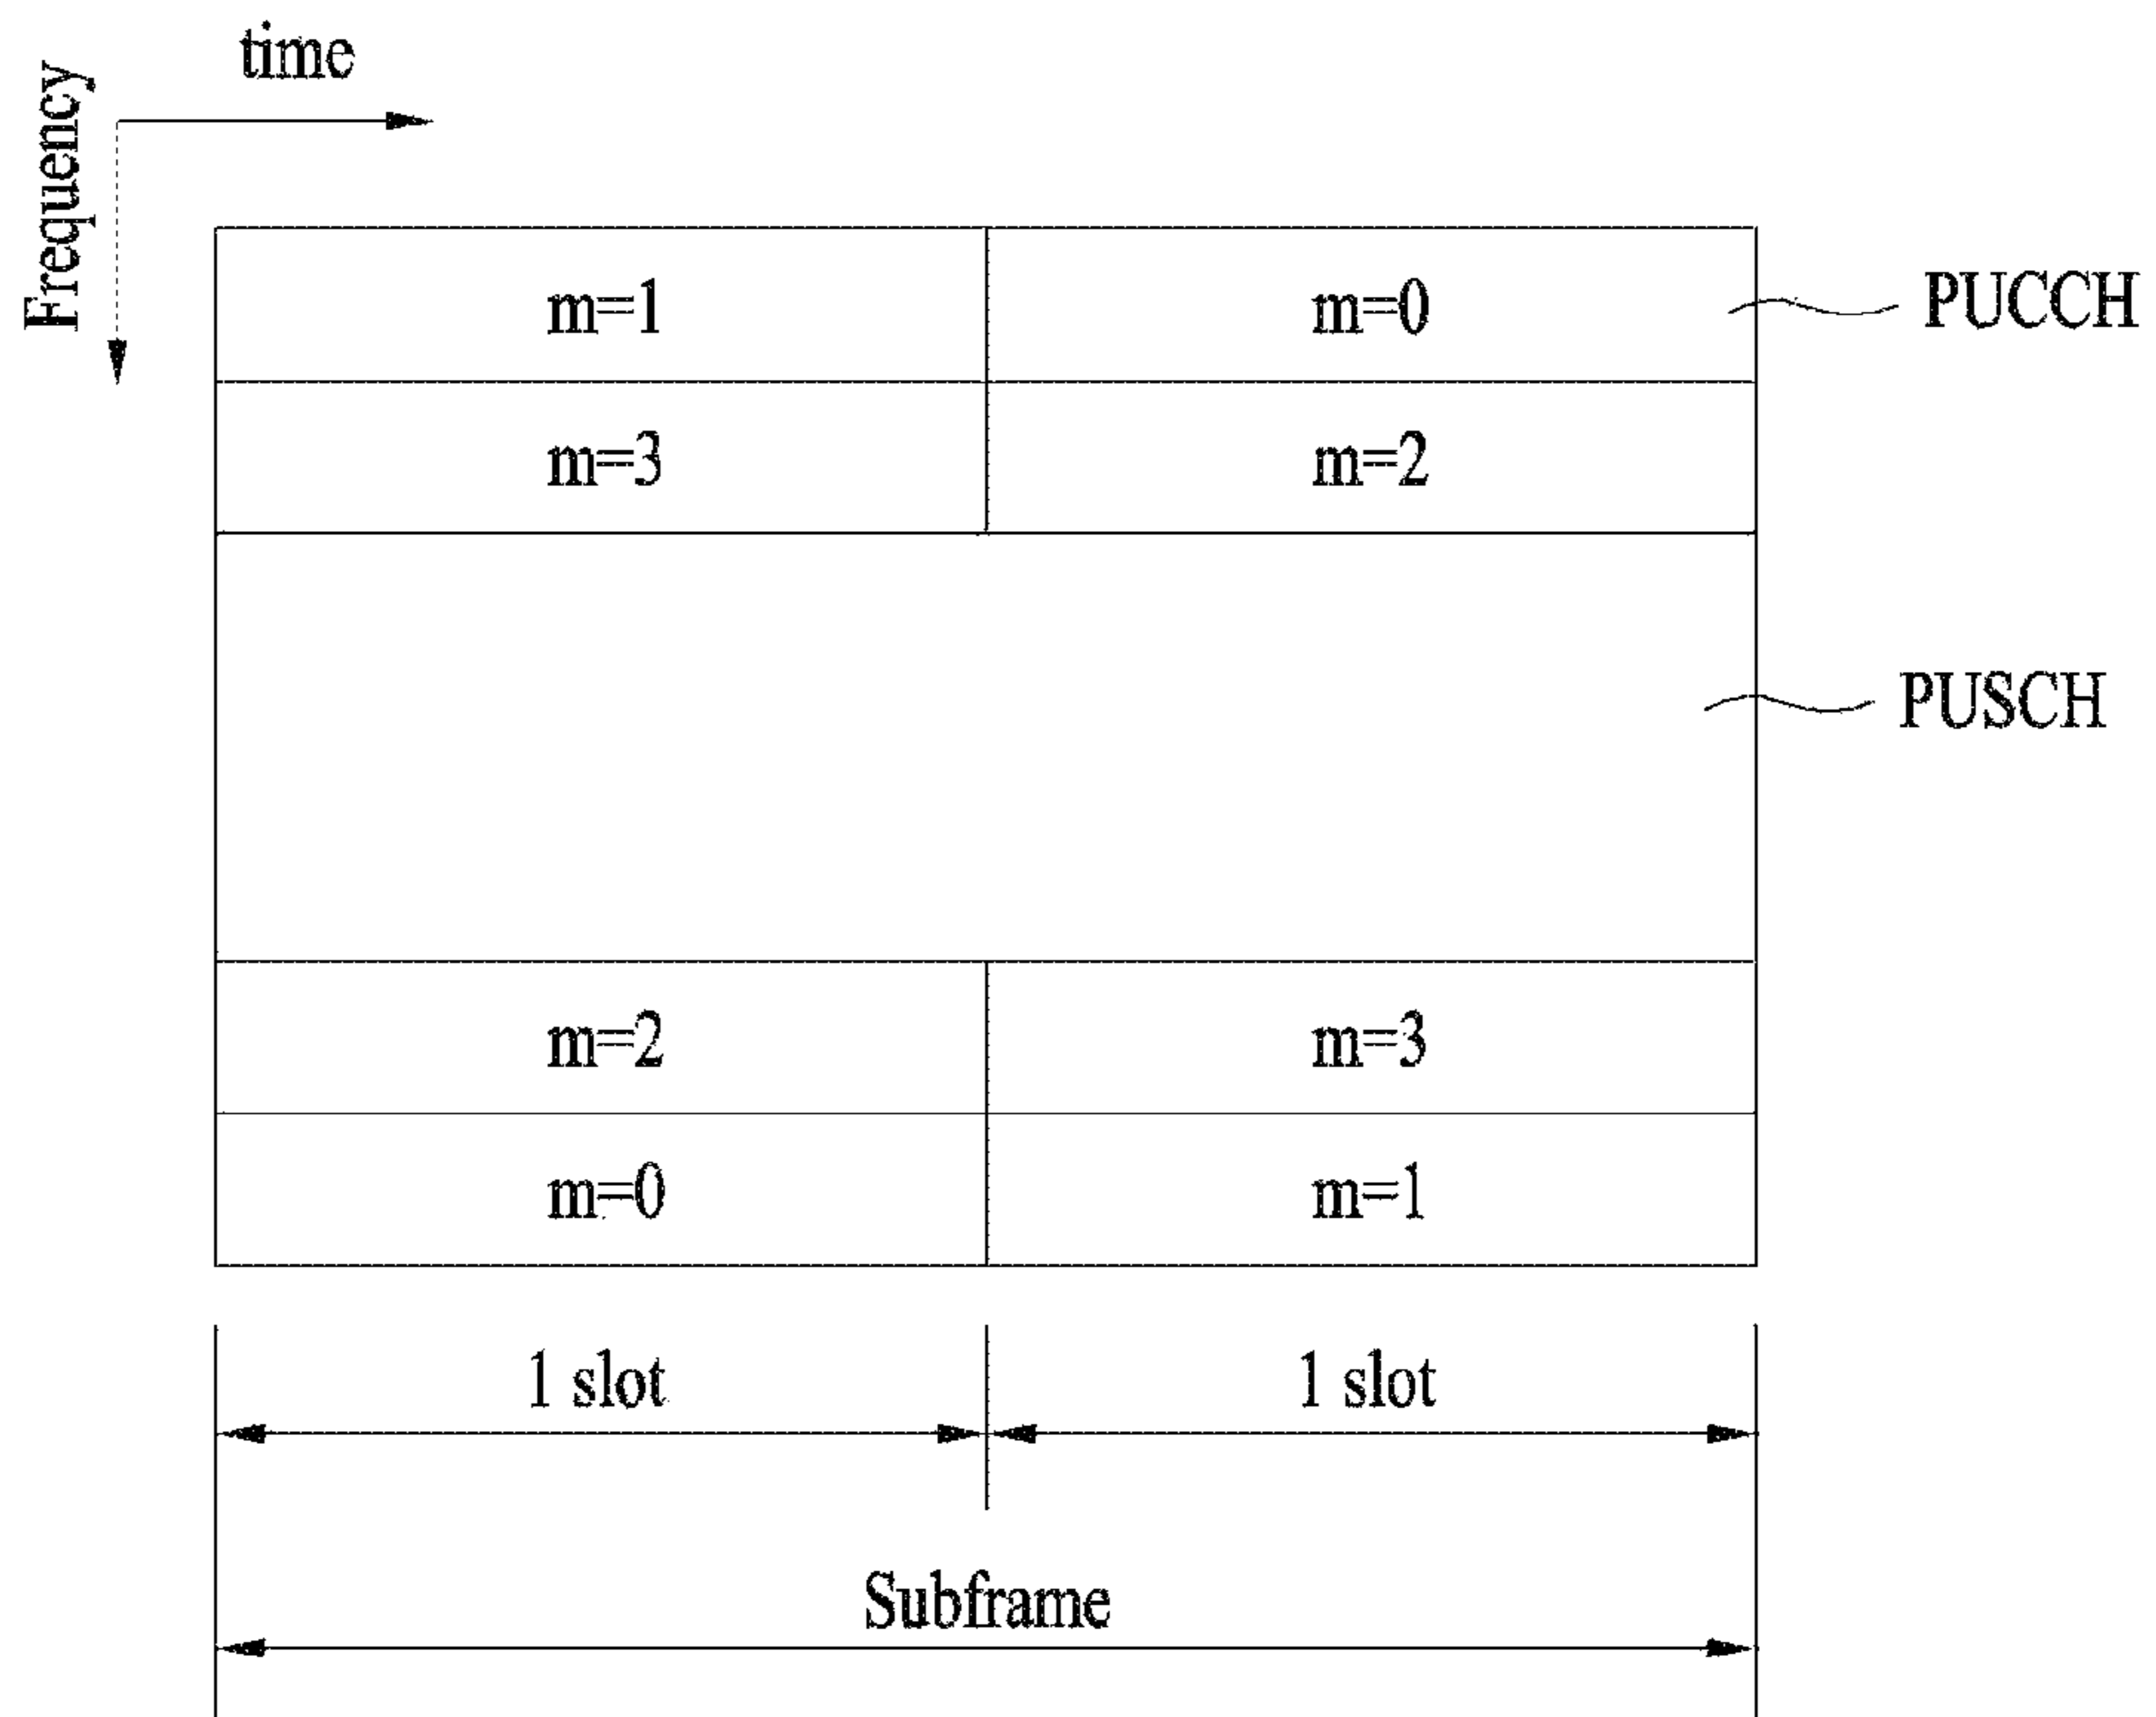 time
Frequency
m=1 m=0 PUCCH
m=3 m=2
PUSCH
m=2 m=3
m=0 m=1
1 slot 1 slot
Subframe